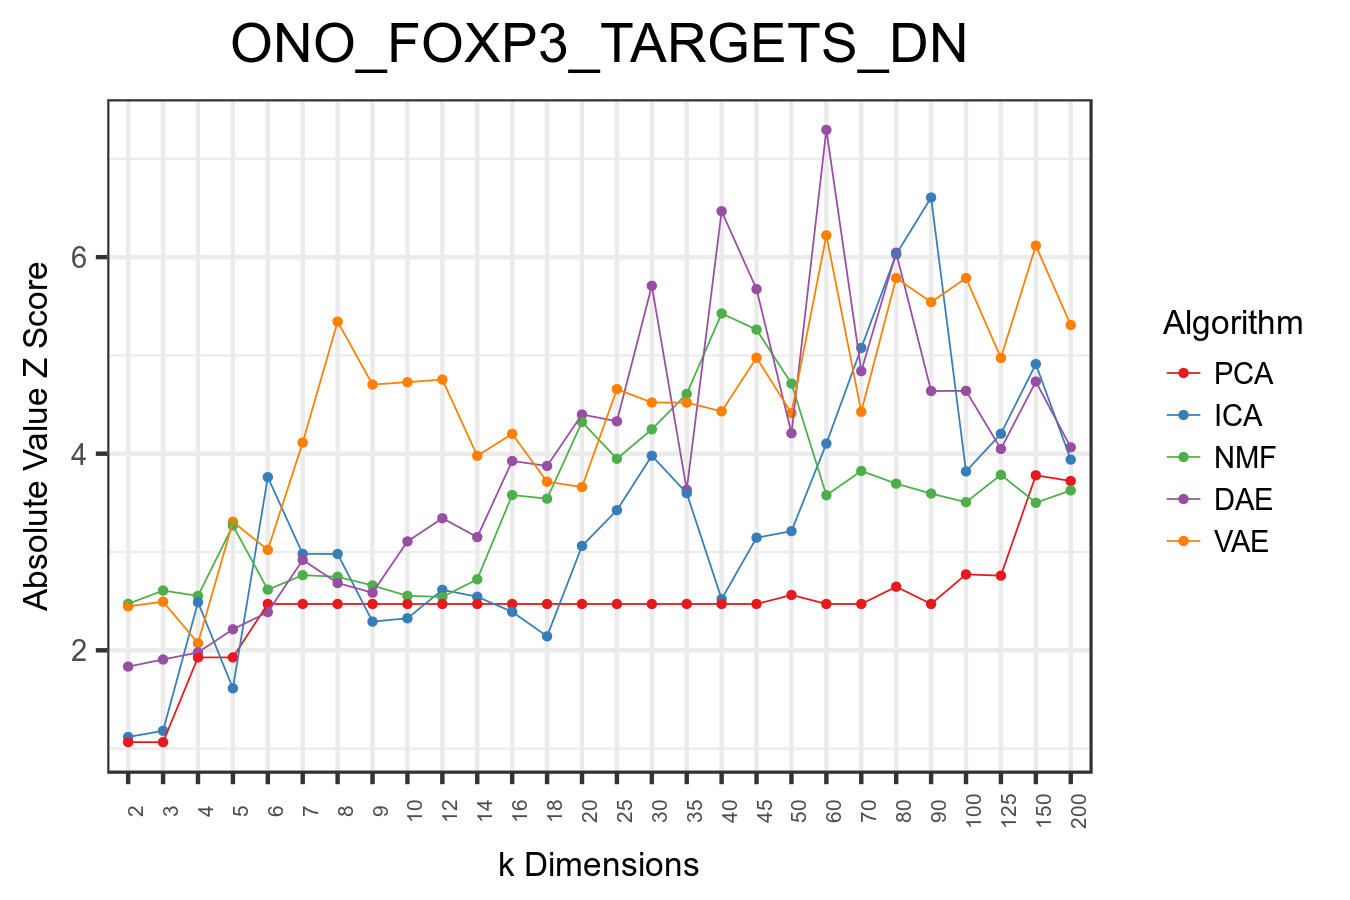 ONO_FOXP3_TARGETS_DN
Absolute Value Z Score
6
4
2
2 3 4 5 6 7 8 9 10 12 14 16 18 20 25 30 35 40 45 50 60 70 80 90 100 125 150 200
k Dimensions
Algorithm
PCA
ICA
NMF
DAE
VAE